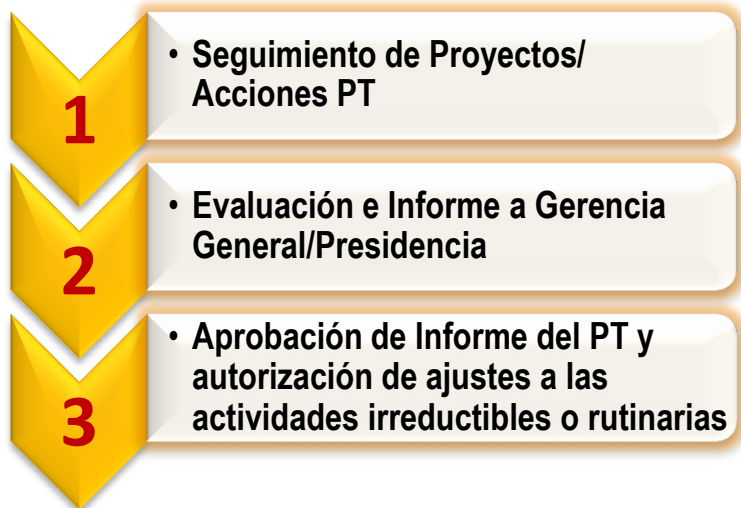 1
• Seguimiento de Proyectos/
Acciones PT
2
• Evaluación e Informe a Gerencia
General/Presidencia
3
• Aprobación de Informe del PT y
autorización de ajustes a las
actividades irreductibles o rutinarias